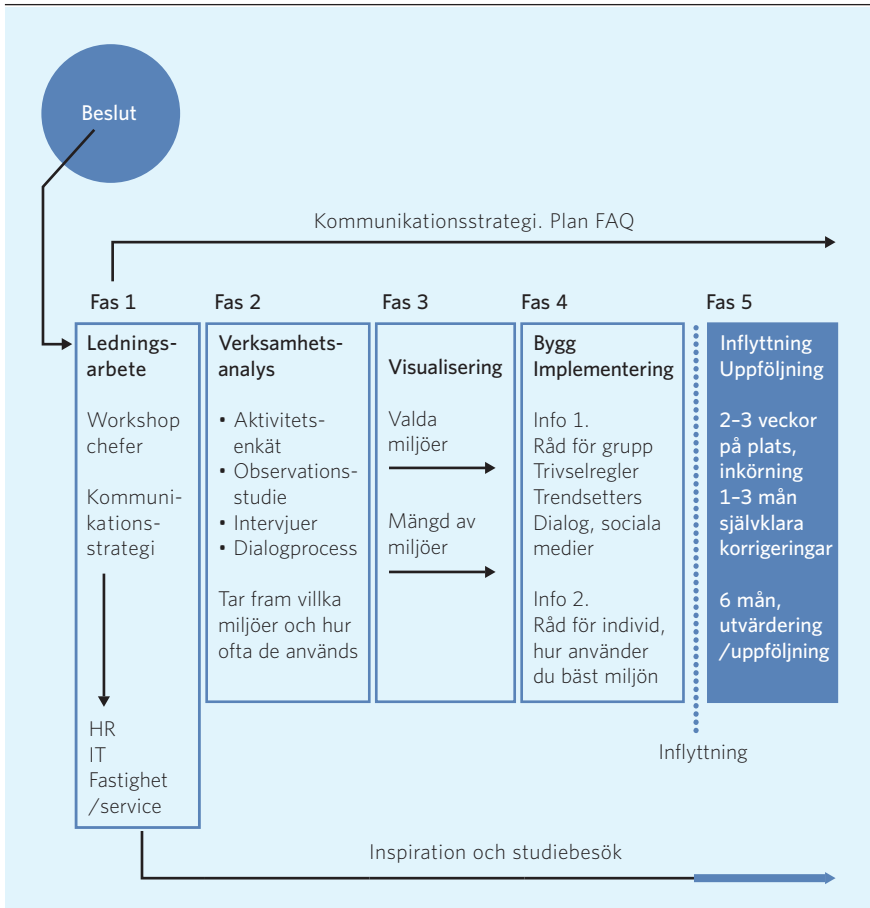 Beslut
Kommunikationsstrategi. Plan FAQ
Fas 1
Lednings-
arbete
Workshop
chefer
Kommuni-
kations-
strategi
HR
IT
Fastighet
/service
Fas 2
Verksamhets-
analys
• Aktivitets-
enkät
• Observations-
studie
• Intervjuer
• Dialogprocess
Tar fram villka
miljöer och hur
ofta de används
Fas 3
Visualisering
Valda
miljöer
Mängd av
miljöer
Fas 4
Bygg
Implementering
Info 1.
Råd för grupp
Trivselregler
Trendsetters
Dialog, sociala
medier
Info 2.
Råd för individ,
hur använder
du bäst miljön
Fas 5
Inflyttning
Uppföljning
2–3 veckor
på plats,
inkörning
1–3 mån
självklara
korrigeringar
6 mån,
utvärdering
/uppföljning
Inflyttning
Inspiration och studiebesök